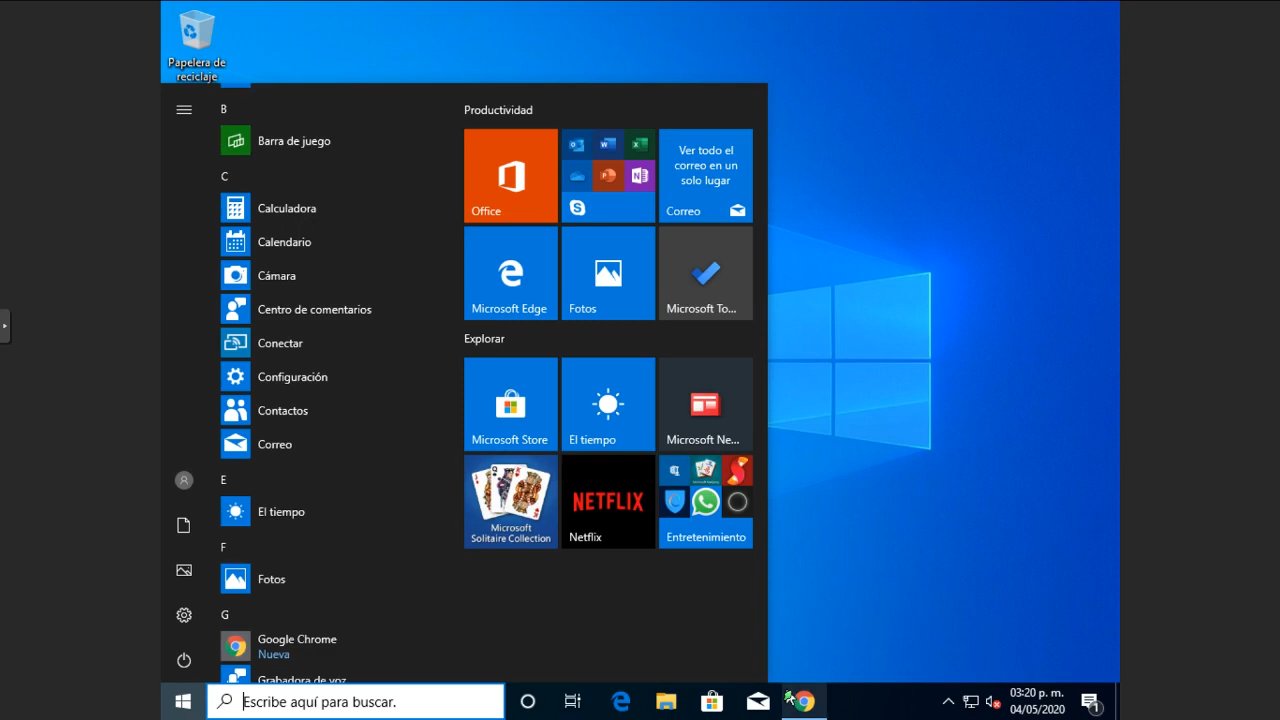 Papelera de
reciclaje
B
Barra de juego
C
Calculadora
Calendario
Cámara
Centro de comentarios
Conectar
Configuración
Contactos
Correo
E
El tiempo
F
Fotos
G
Google Chrome
Nueva
Grabadora de voz
Productividad
Office
Ver todo el
correo en un
solo lugar
Correo
Microsoft Edge
Fotos
Microsoft To...
Explorar
Microsoft Store
El tiempo
Microsoft Ne...
Microsoft
Solitaire Collection
NETFLIX
Netflix
Entretenimiento
Escribe aquí para buscar.
03:20 p. m.
04/05/2020
1